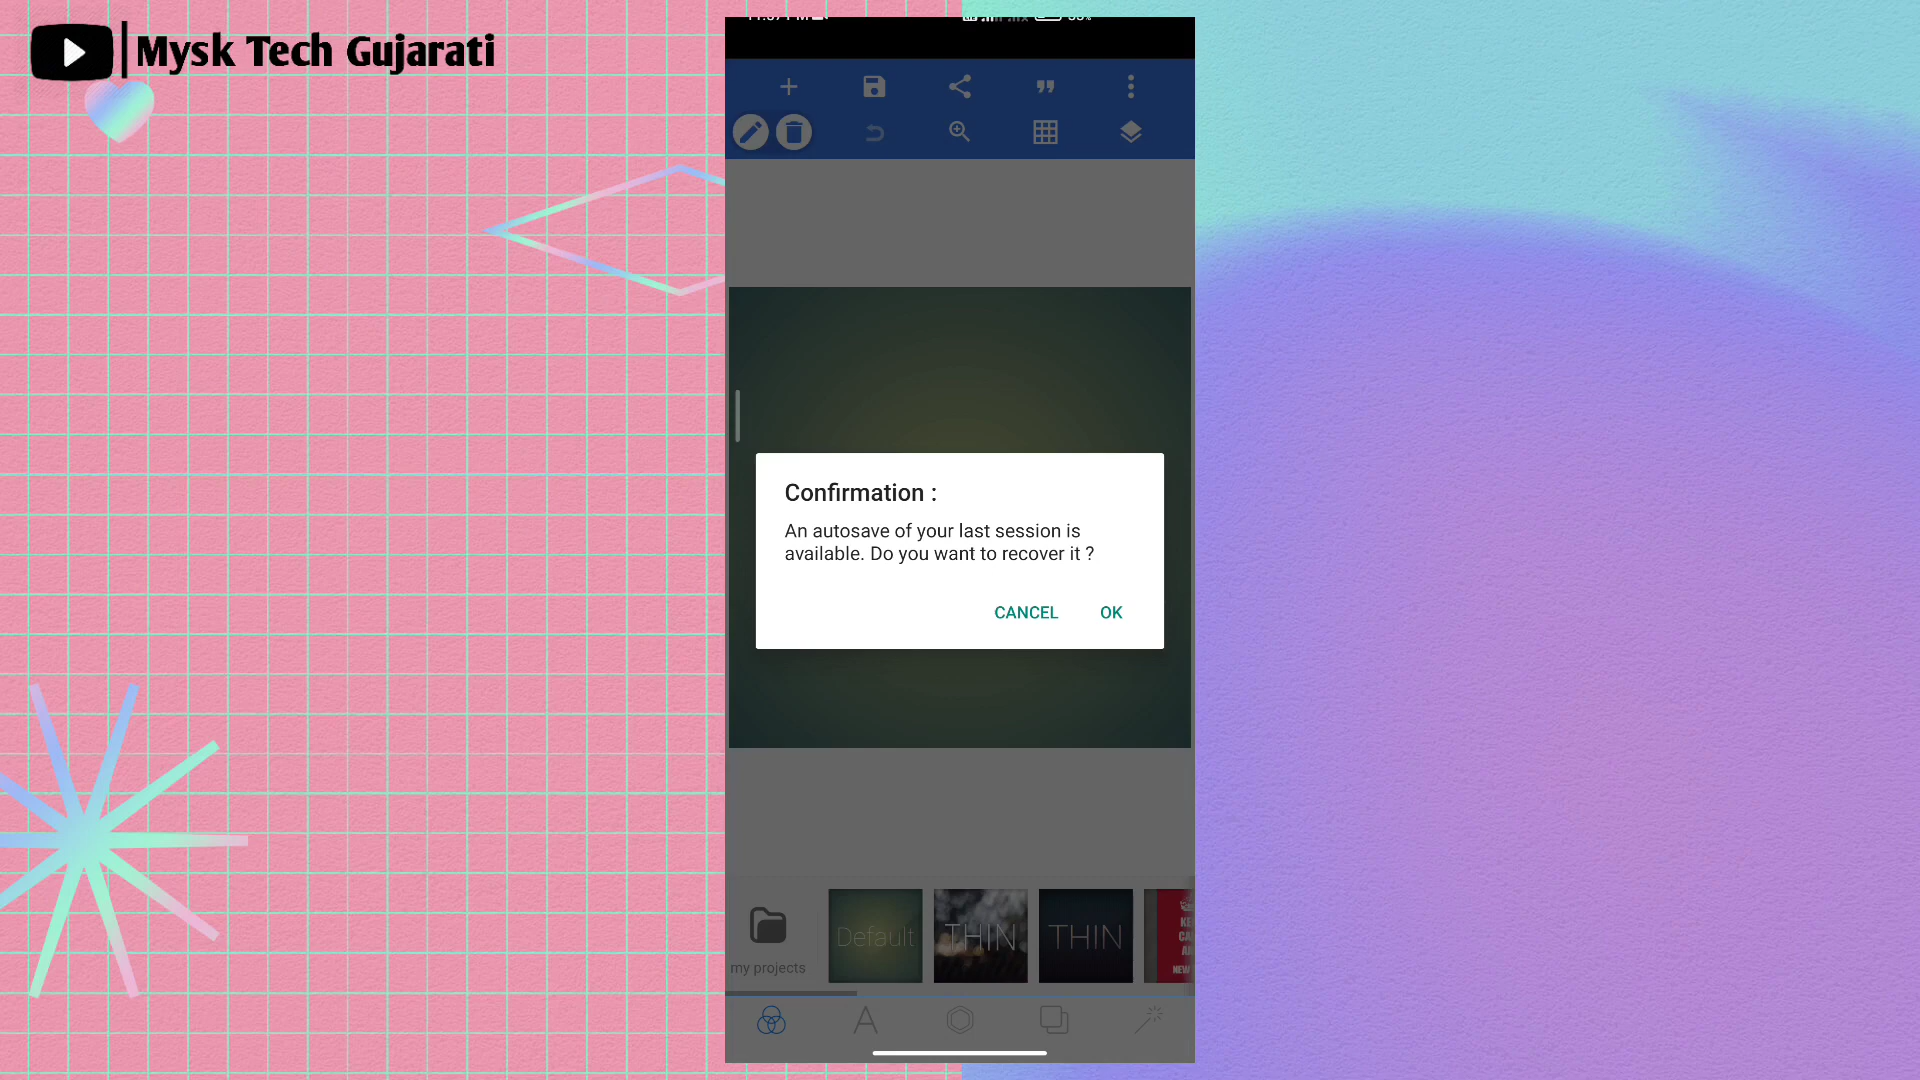 Mysk Tech Gujarati
Confirmation :
An autosave of your last session is
available. Do you want to recover it ?
CANCEL OK
my projects
Default
THIN
THIN